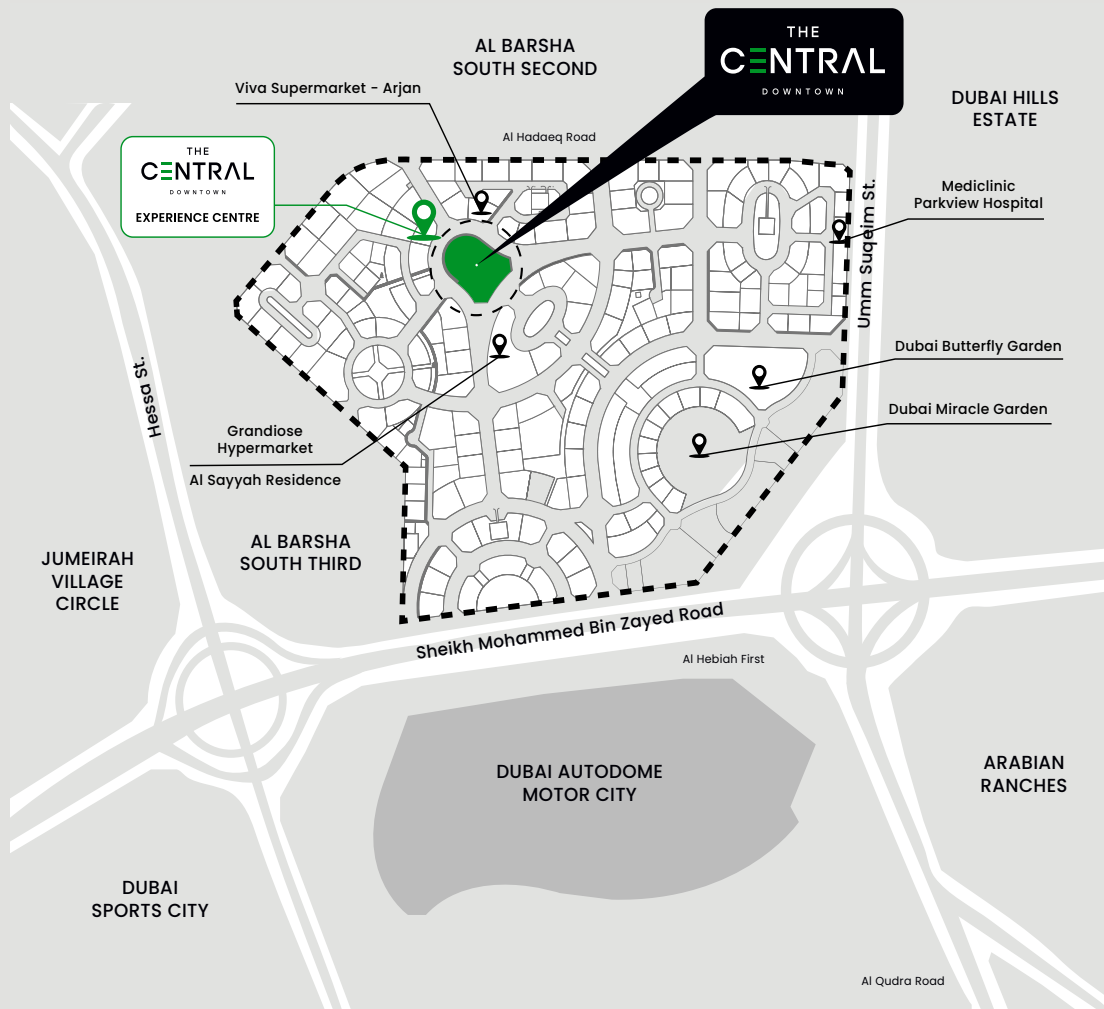 THE
CENTRAL
DOWNTOWN
AL BARSHA
SOUTH SECOND
Viva Supermarket - Arjan
DUBAI HILLS
ESTATE
Al Hadaeq Road
THE
CENTRAL
DOWNTOWN
EXPERIENCE CENTRE
Mediclinic
Parkview Hospital
Umm Suqeim St.
Dubai Butterfly Garden
Hessa St.
Dubai Miracle Garden
Grandiose
Hypermarket
Al Sayyah Residence
AL BARSHA
SOUTH THIRD
JUMEIRAH
VILLAGE
CIRCLE
Sheikh Mohammed Bin Zayed Road
Al Hebiah First
DUBAI AUTODOME
MOTOR CITY
ARABIAN
RANCHES
DUBAI
SPORTS CITY
Al Qudra Road